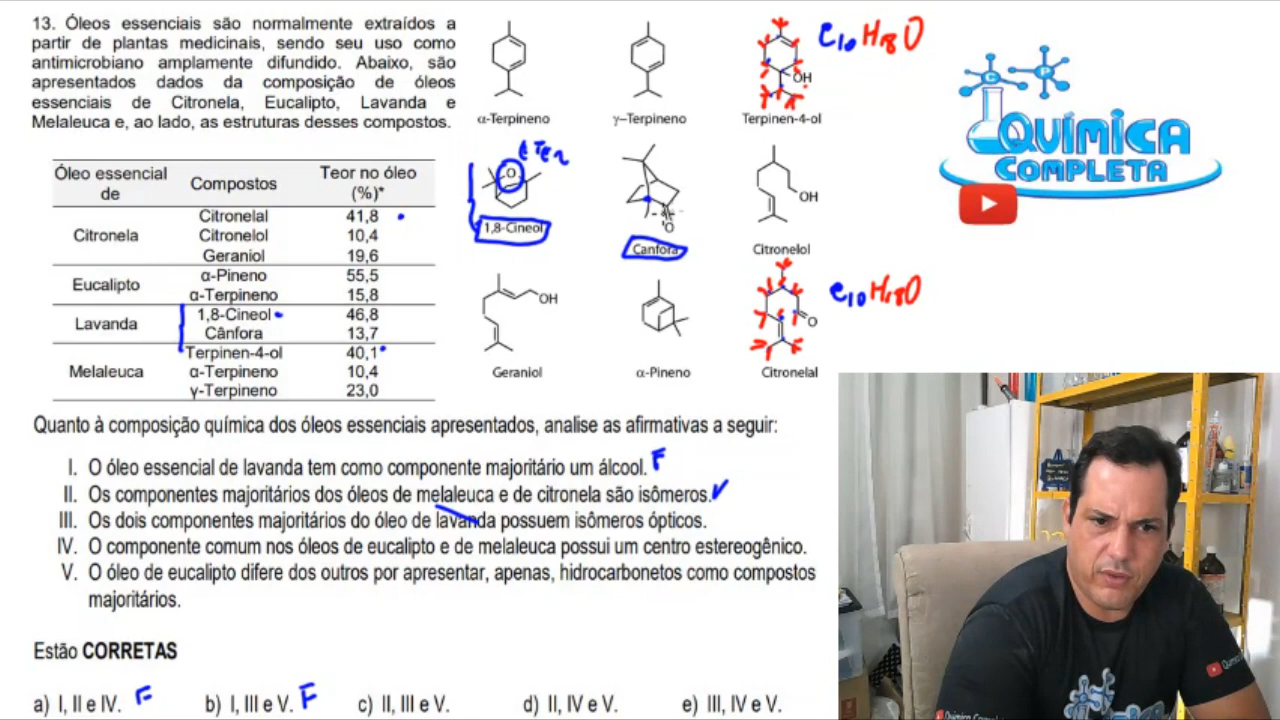 13. Óleos essenciais são normalmente extraídos a
partir de plantas medicinais, sendo seu uso como
antimicrobiano amplamente difundido. Abaixo, são
apresentados dados da composição de óleos
essenciais de Citronela, Eucalipto, Lavanda e
Melaleuca e, ao lado, as estruturas desses compostos.
Óleo essencial de Compostos Teor no óleo (%)*
Citronela
Citronelal 41,8
Citronelol 10,4
Geraniol 19,6
Eucalipto
α-Pineno 55,5
α-Terpineno 15,8
Lavanda
1,8-Cineol 46,8
Cânfora 13,7
Melaleuca
Terpinen-4-ol 40,1
α-Terpineno 10,4
γ-Terpineno 23,0
OH
C10H18O
α-Terpineno γ–Terpineno Terpinen-4-ol
ETER
O
O
OH
1,8-Cineol Canfora Citronelol
OH
O
C10H18O
Geraniol α-Pineno Citronelal
QUÍMICA
COMPLETA
C P
Quanto à composição química dos óleos essenciais apresentados, analise as afirmativas a seguir:
I. O óleo essencial de lavanda tem como componente majoritário um álcool. F
II. Os componentes majoritários dos óleos de melaleuca e de citronela são isômeros. V
III. Os dois componentes majoritários do óleo de lavanda possuem isômeros ópticos.
IV. O componente comum nos óleos de eucalipto e de melaleuca possui um centro estereogênico.
V. O óleo de eucalipto difere dos outros por apresentar, apenas, hidrocarbonetos como compostos
majoritários.
Estão CORRETAS
a) I, II e IV. F b) I, III e V. F c) II, III e V. d) II, IV e V. e) III, IV e V.